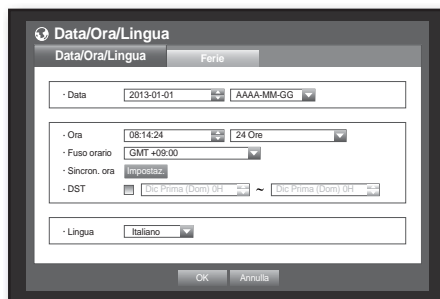 Data/Ora/Lingua
Data/Ora/Lingua Ferie
· Data 2013-01-01 AAAA-MM-GG
· Ora 08:14:24 24 Ore
· Fuso orario GMT +09:00
· Sincron. ora Impostaz.
· DST Dic Prima (Dom) 0H ~ Dic Prima (Dom) 0H
· Lingua Italiano
OK Annulla